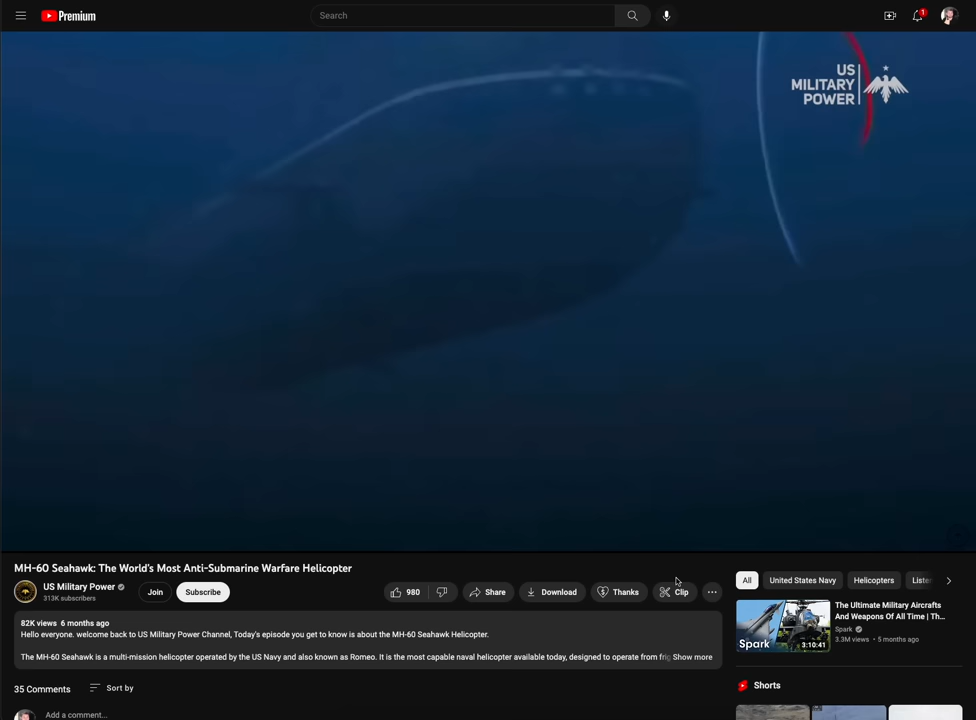 Premium
Search
1
US
MILITARY
POWER
MH-60 Seahawk: The World's Most Anti-Submarine Warfare Helicopter
US Military Power
313K subscribers
Join
Subscribe
980
Share
Download
Thanks
Clip
82K views 6 months ago
Hello everyone. welcome back to US Military Power Channel, Today's episode you get to know is about the MH-60 Seahawk Helicopter.
The MH-60 Seahawk is a multi-mission helicopter operated by the US Navy and also known as Romeo. It is the most capable naval helicopter available today, designed to operate from frig Show more
35 Comments
Sort by
Add a comment...
All
United States Navy
Helicopters
Lister
The Ultimate Military Aircrafts
And Weapons Of All Time | Th...
Spark
3.3M views • 5 months ago
Spark
3:10:41
Shorts